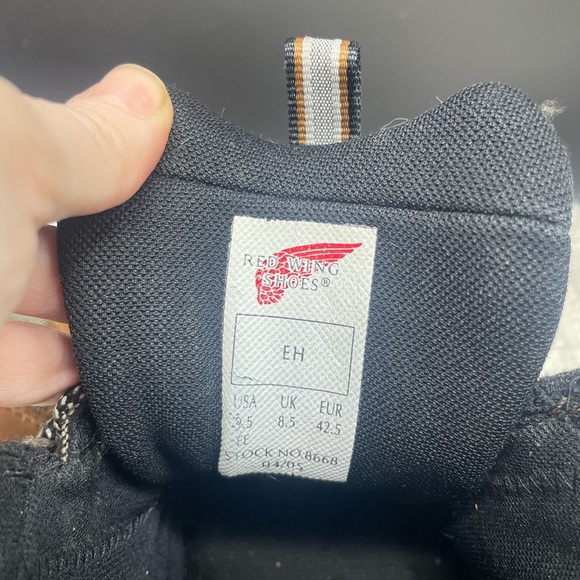 RED WING
SHOES®
EH
USA UK EUR
9.5 8.5 42.5
EE
STOCK NO.8668
04/05